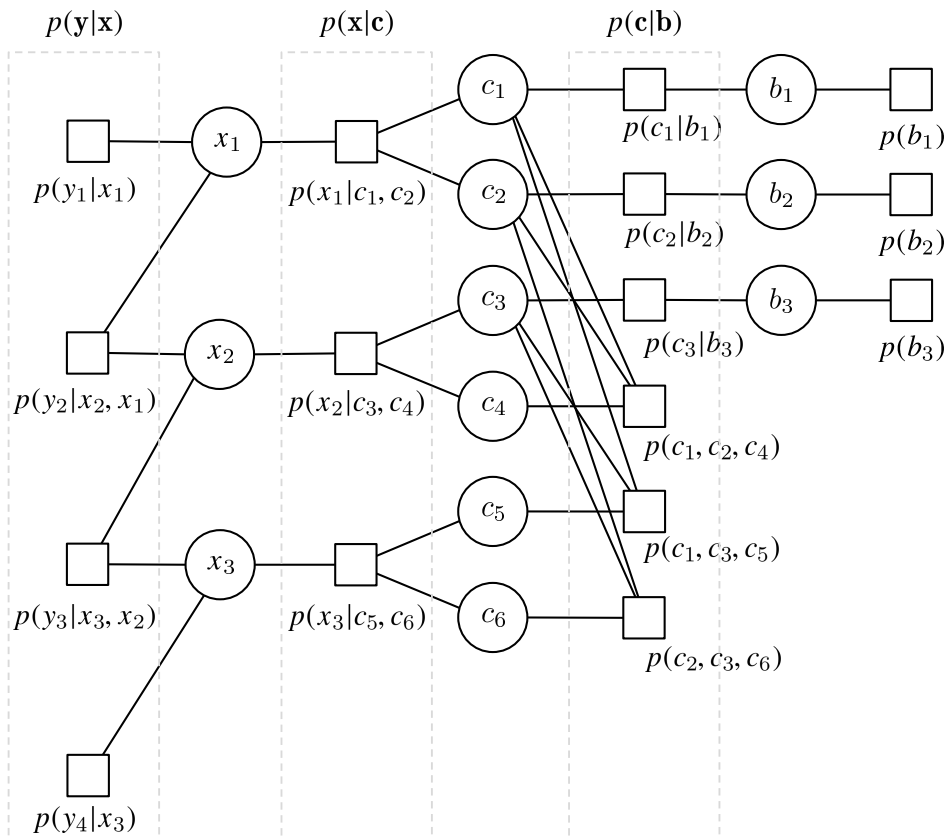 p(y|x) p(x|c) p(c|b)
c₁ b₁
p(c₁|b₁) p(b₁)
x₁
p(y₁|x₁) p(x₁|c₁, c₂) c₂ b₂
p(c₂|b₂) p(b₂)
c₃ b₃
p(c₃|b₃) p(b₃)
x₂
p(y₂|x₂, x₁) p(x₂|c₃, c₄) c₄
p(c₁, c₂, c₄)
c₅
p(c₁, c₃, c₅)
x₃
p(y₃|x₃, x₂) p(x₃|c₅, c₆) c₆
p(c₂, c₃, c₆)
p(y₄|x₃)